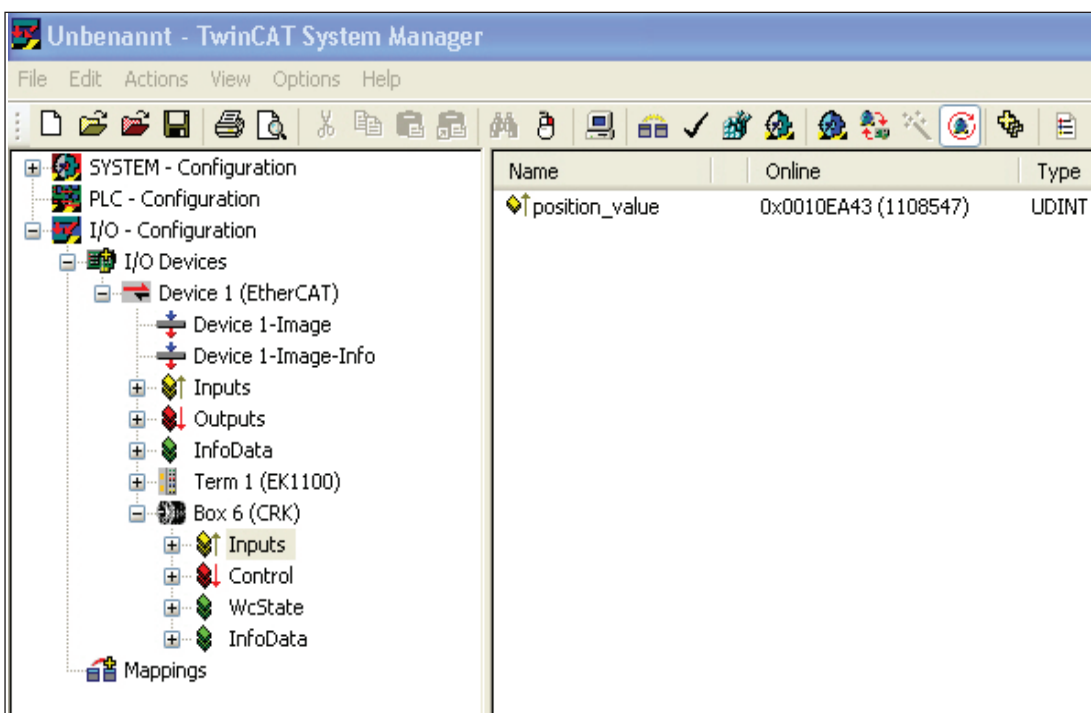 Unbenannt - TwinCAT System Manager
File Edit Actions View Options Help
SYSTEM - Configuration
PLC - Configuration
I/O - Configuration
I/O Devices
Device 1 (EtherCAT)
Device 1-Image
Device 1-Image-Info
Inputs
Outputs
InfoData
Term 1 (EK1100)
Box 6 (CRK)
Inputs
Control
WcState
InfoData
Mappings
Name Online Type
position_value 0x0010EA43 (1108547) UDINT